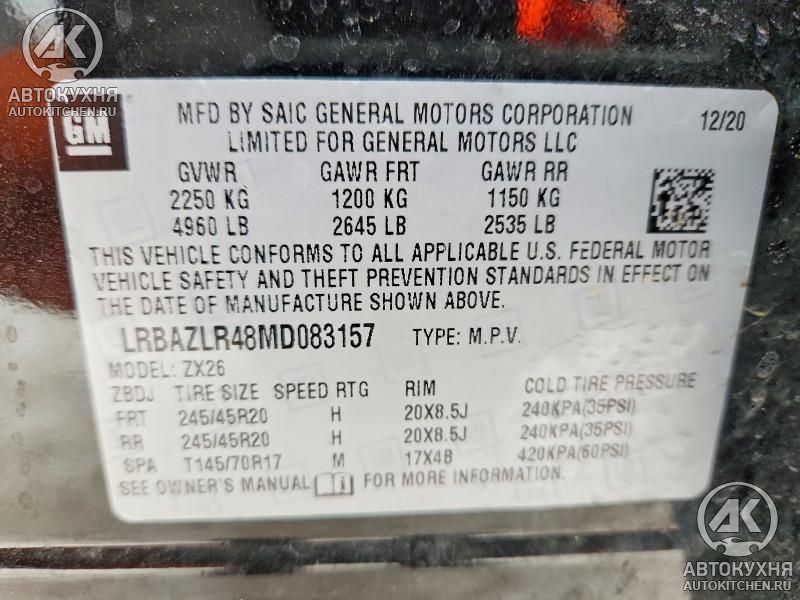 AK
АВТОКУХНЯ
AUTOKITCHEN.RU
GM
MFD BY SAIC GENERAL MOTORS CORPORATION 12/20
LIMITED FOR GENERAL MOTORS LLC
GVWR GAWR FRT GAWR RR
2250 KG 1200 KG 1150 KG
4960 LB 2645 LB 2535 LB
THIS VEHICLE CONFORMS TO ALL APPLICABLE U.S. FEDERAL MOTOR
VEHICLE SAFETY AND THEFT PREVENTION STANDARDS IN EFFECT ON
THE DATE OF MANUFACTURE SHOWN ABOVE.
LRBAZLR48MD083157 TYPE: M.P.V.
MODEL: ZX26
ZBDJ TIRE SIZE SPEED RTG RIM COLD TIRE PRESSURE
FRT 245/45R20 H 20X8.5J 240KPA(35PSI)
RR 245/45R20 H 20X8.5J 240KPA(35PSI)
SPA T145/70R17 M 17X4B 420KPA(60PSI)
SEE OWNER'S MANUAL FOR MORE INFORMATION.
AK
АВТОКУХНЯ
AUTOKITCHEN.RU